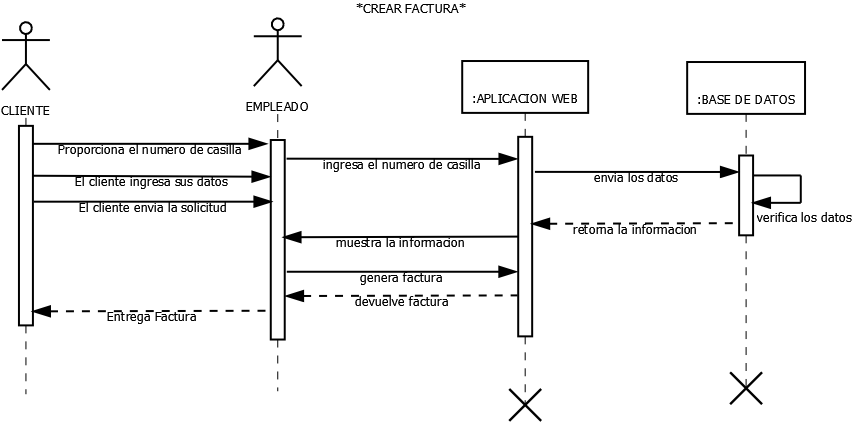 *CREAR FACTURA*
CLIENTE
EMPLEADO
:APLICACION WEB
:BASE DE DATOS
Proporciona el numero de casilla
ingresa el numero de casilla
El cliente ingresa sus datos
envia los datos
El cliente envia la solicitud
verifica los datos
retorna la informacion
muestra la informacion
genera factura
devuelve factura
Entrega Factura